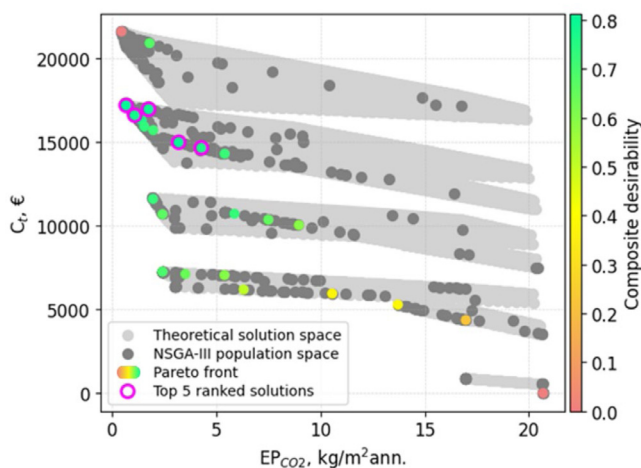 20000
15000
10000
5000
0
C_t, €
Theoretical solution space
NSGA-III population space
Pareto front
Top 5 ranked solutions
0 5 10 15 20
EP_CO2, kg/m²ann.
0.8
0.7
0.6
0.5
0.4
0.3
0.2
0.1
0.0
Composite desirability